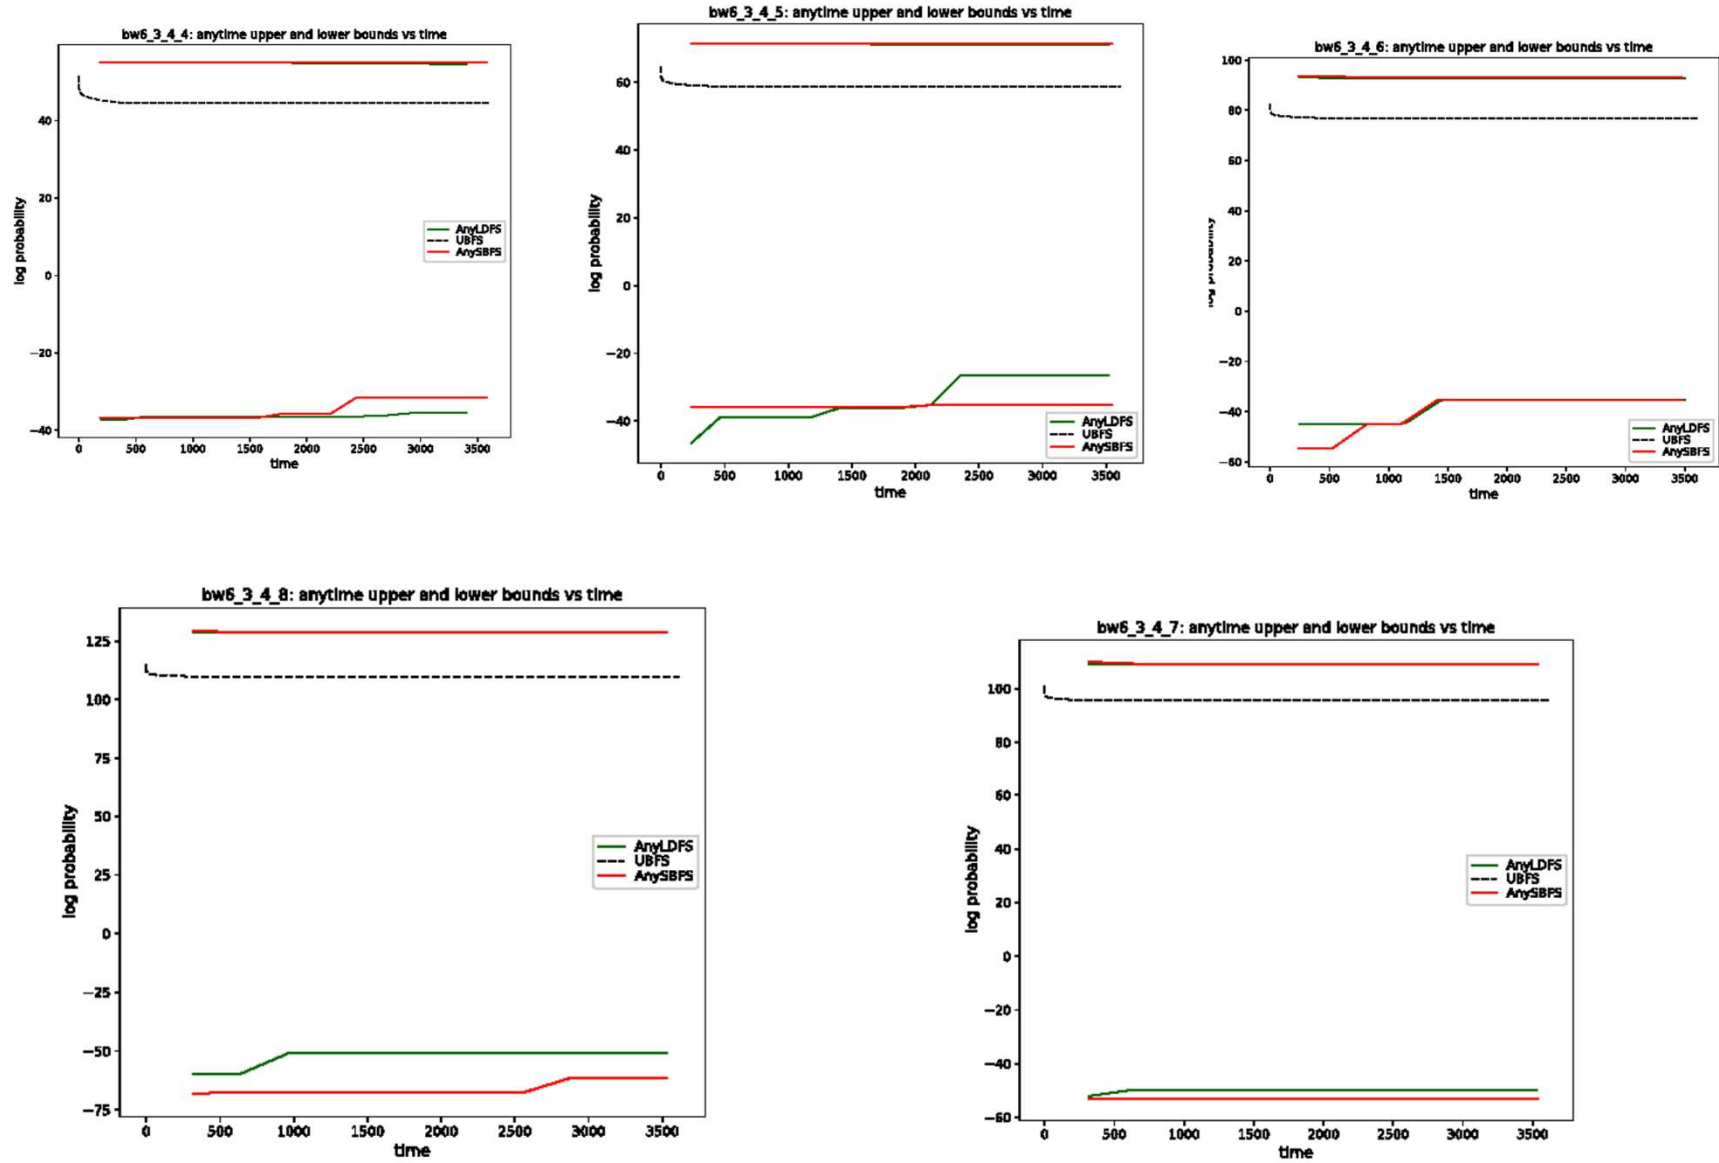 bw6_3_4_4: anytime upper and lower bounds vs time
40
20
0
−20
−40
log probability
AnyLDFS
UBFS
AnySBFS
0 500 1000 1500 2000 2500 3000 3500
time
bw6_3_4_5: anytime upper and lower bounds vs time
60
40
20
0
−20
−40
log probability
AnyLDFS
UBFS
AnySBFS
0 500 1000 1500 2000 2500 3000 3500
time
bw6_3_4_6: anytime upper and lower bounds vs time
100
80
60
40
20
0
−20
−40
−60
log probability
AnyLDFS
UBFS
AnySBFS
0 500 1000 1500 2000 2500 3000 3500
time
bw6_3_4_8: anytime upper and lower bounds vs time
125
100
75
50
25
0
−25
−50
−75
log probability
AnyLDFS
UBFS
AnySBFS
0 500 1000 1500 2000 2500 3000 3500
time
bw6_3_4_7: anytime upper and lower bounds vs time
100
80
60
40
20
0
−20
−40
−60
log probability
AnyLDFS
UBFS
AnySBFS
0 500 1000 1500 2000 2500 3000 3500
time